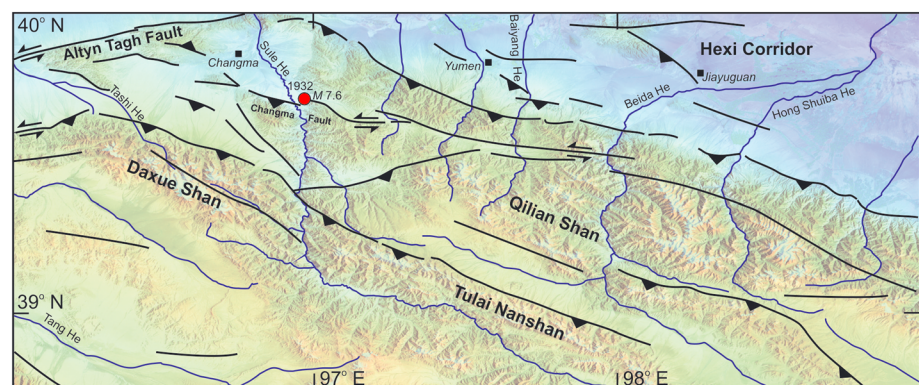 40° N
Altyn Tagh Fault
Changma
Sule He
Baiyang He
Yumen
Hexi Corridor
Jiayuguan
Tashi He
1932
M 7.6
Changma Fault
Beida He
Hong Shuiba He
Daxue Shan
Qilian Shan
39° N
Tulai Nanshan
Tang He
97° E
98° E